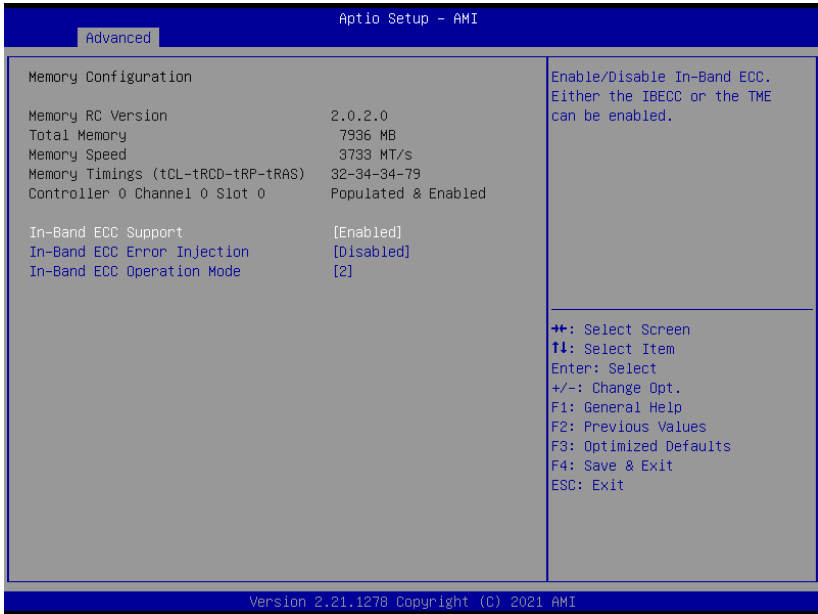 Aptio Setup – AMI
Advanced
Memory Configuration
Memory RC Version 2.0.2.0
Total Memory 7936 MB
Memory Speed 3733 MT/s
Memory Timings (tCL-tRCD-tRP-tRAS) 32-34-34-79
Controller 0 Channel 0 Slot 0 Populated & Enabled
In-Band ECC Support [Enabled]
In-Band ECC Error Injection [Disabled]
In-Band ECC Operation Mode [2]
Enable/Disable In-Band ECC.
Either the IBECC or the TME
can be enabled.
→←: Select Screen
↑↓: Select Item
Enter: Select
+/-: Change Opt.
F1: General Help
F2: Previous Values
F3: Optimized Defaults
F4: Save & Exit
ESC: Exit
Version 2.21.1278 Copyright (C) 2021 AMI